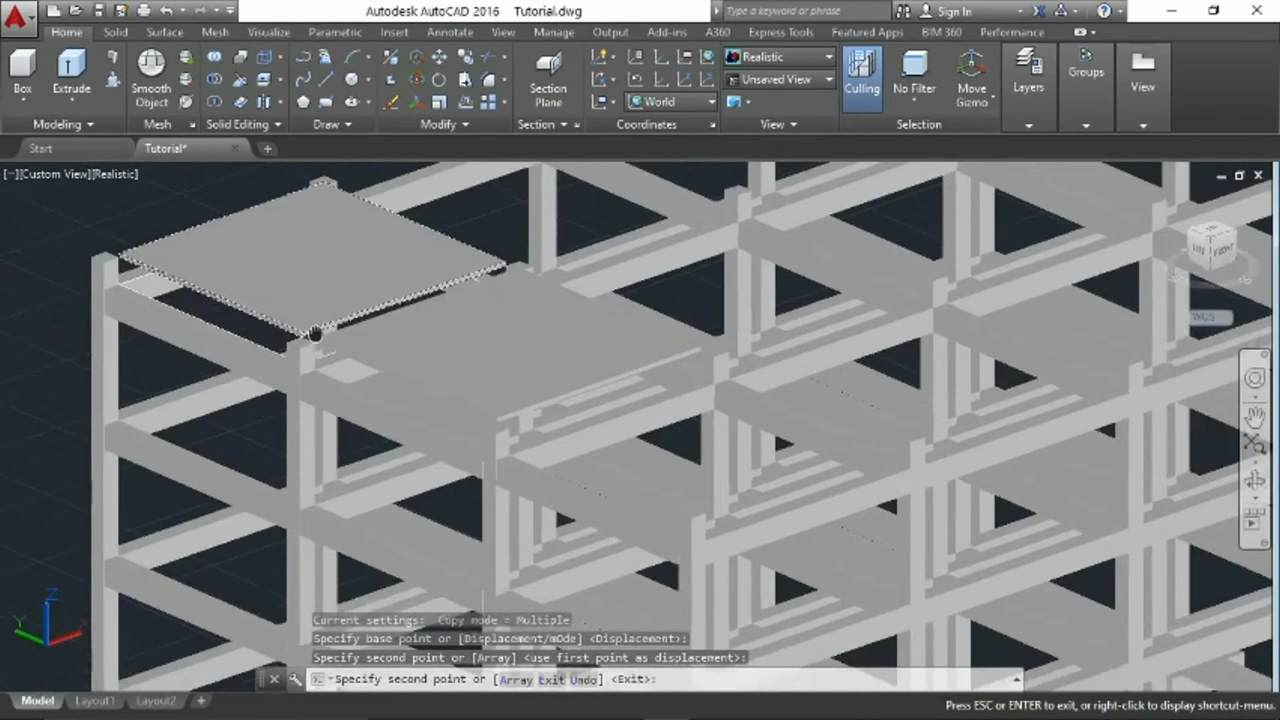 Autodesk AutoCAD 2016 Tutorial.dwg
Type a keyword or phrase
Sign In
Home Solid Surface Mesh Visualize Parametric Insert Annotate View Manage Output Add-ins A360 Express Tools Featured Apps BIM 360 Performance
Box
Extrude
Smooth
Object
Section
Plane
Realistic
Unsaved View
World
Culling
No Filter
Move
Gizmo
Layers
Groups
View
Modeling Mesh Solid Editing Draw Modify Section Coordinates View Selection
Start Tutorial*
[−][Custom View][Realistic]
FRONT
WCS
Z
Y
Current settings: Copy mode = Multiple
Specify base point or [Displacement/mOde] <Displacement>:
Specify second point or [Array] <use first point as displacement>:
Specify second point or [Array Exit Undo] <Exit>:
Model Layout1 Layout2 +
Press ESC or ENTER to exit, or right-click to display shortcut-menu.